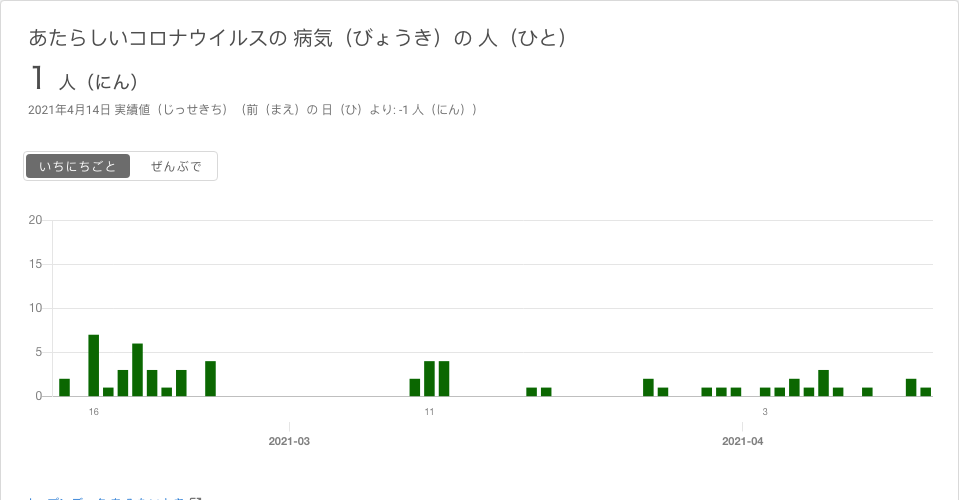 あたらしいコロナウイルスの 病気（びょうき）の 人（ひと）
1 人（にん）
2021年4月14日 実績値（じっせきち）（前（まえ）の 日（ひ）より: -1 人（にん））
いちにちごと ぜんぶで
20
15
10
5
0
16 11 3
2021-03 2021-04